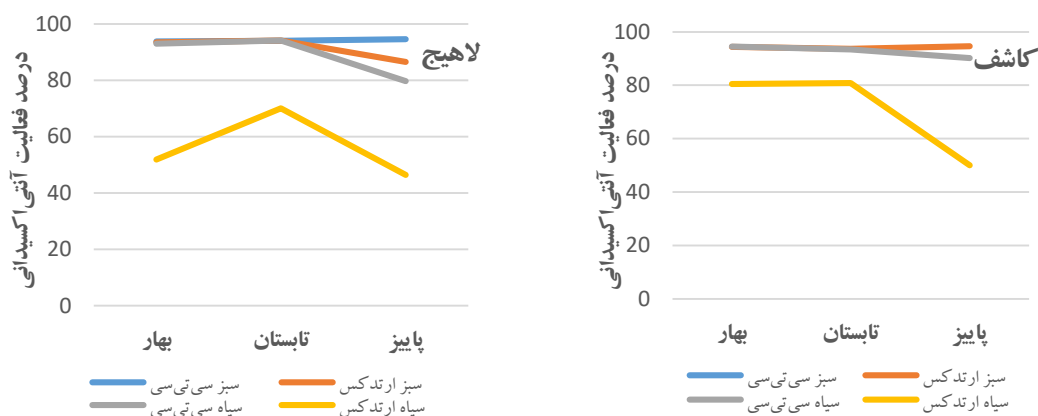 درصد فعالیت آنتی‌اکسیدانی
100
80
60
40
20
0
لاهیج
بهار تابستان پاییز
سبز سی‌تی‌سی سبز ارتدکس
سیاه سی‌تی‌سی سیاه ارتدکس
درصد فعالیت آنتی‌اکسیدانی
100
80
60
40
20
0
کاشف
بهار تابستان پاییز
سبز سی‌تی‌سی سبز ارتدکس
سیاه سی‌تی‌سی سیاه ارتدکس